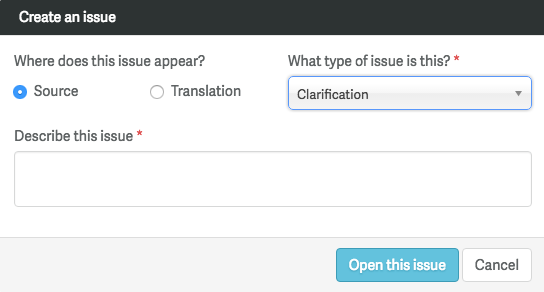 Create an issue
Where does this issue appear?
What type of issue is this? *
Source
Translation
Clarification
Describe this issue *
Open this issue
Cancel